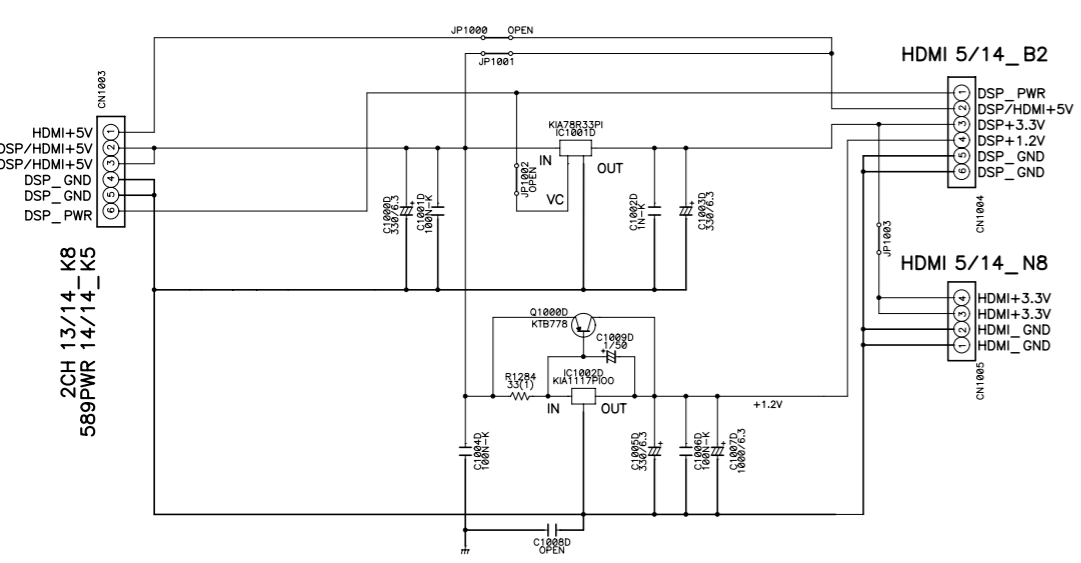 JP1000 OPEN
JP1001
HDMI 5/14_B2
CN1003
HDMI+5V 1
DSP/HDMI+5V 2
DSP/HDMI+5V 3
DSP_GND 4
DSP_GND 5
DSP_PWR 6
2CH 13/14_K8
589PWR 14/14_K5
1 DSP_PWR
2 DSP/HDMI+5V
3 DSP+3.3V
4 DSP+1.2V
5 DSP_GND
6 DSP_GND
CN1004
KIA78R33PI
IC1001D
IN
OUT
VC
JP1002
OPEN
C1000D
330/6.3
+
C1001D
100N-K
C1002D
1N-K
C1003D
330/6.3
+
JP1003
HDMI 5/14_N8
4 HDMI+3.3V
3 HDMI+3.3V
2 HDMI_GND
1 HDMI_GND
CN1005
Q1000D
KTB778
C1009D
1/50
+
R1284
33(1)
IC1002D
KIA1117PI00
IN
OUT
+1.2V
C1004D
100N-K
C1005D
330/6.3
+
C1006D
100N-K
C1007D
1000/6.3
+
C1008D
OPEN